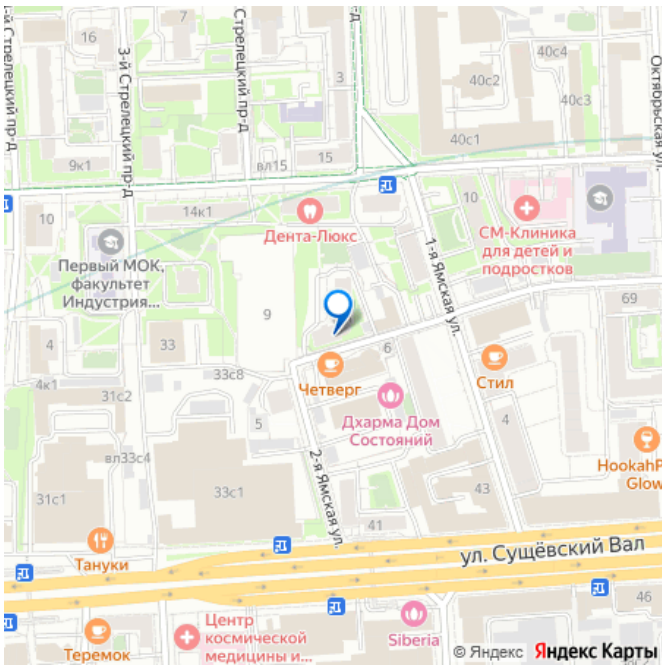 1-й Стрелецкий пр-д
16
3-й Стрелецкий пр-д
Стрелецкий пр-д
3
40с2
40с4
40с3
40с1
Октябрьская ул.
9к1
вл15
15
10
14к1
Дента-Люкс
10
СМ-Клиника
для детей и
подростков
Первый МОК,
факультет
Индустрия...
9
1-я Ямская ул.
69
4
33
6
33с8
4к1
31с2
Четверг
Стил
Дхарма Дом
Состояний
5
4
вл33с4
HookahP
Glow
31с1
33с1
2-я Ямская ул.
43
41
Тануки
ул. Сущёвский Вал
46
Центр
космической
медицины и...
Теремок
Siberia
© Яндекс Яндекс Карты